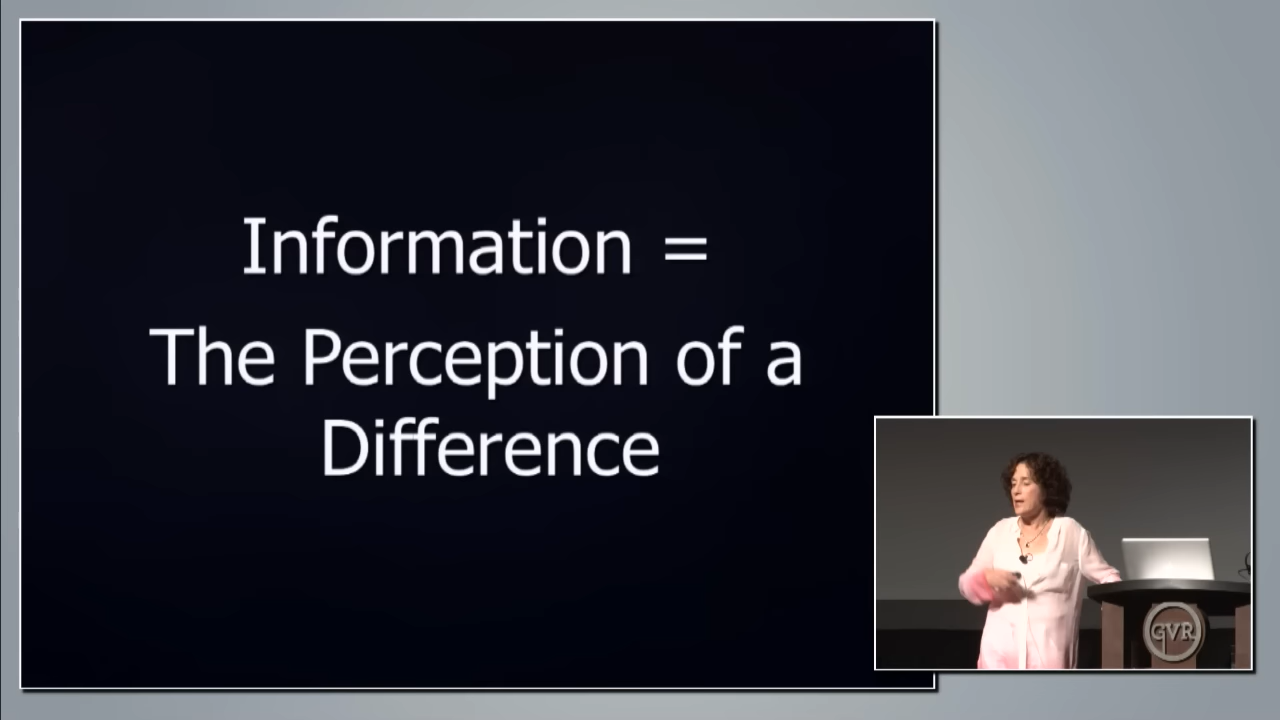 Information =
The Perception of a
Difference
GVR